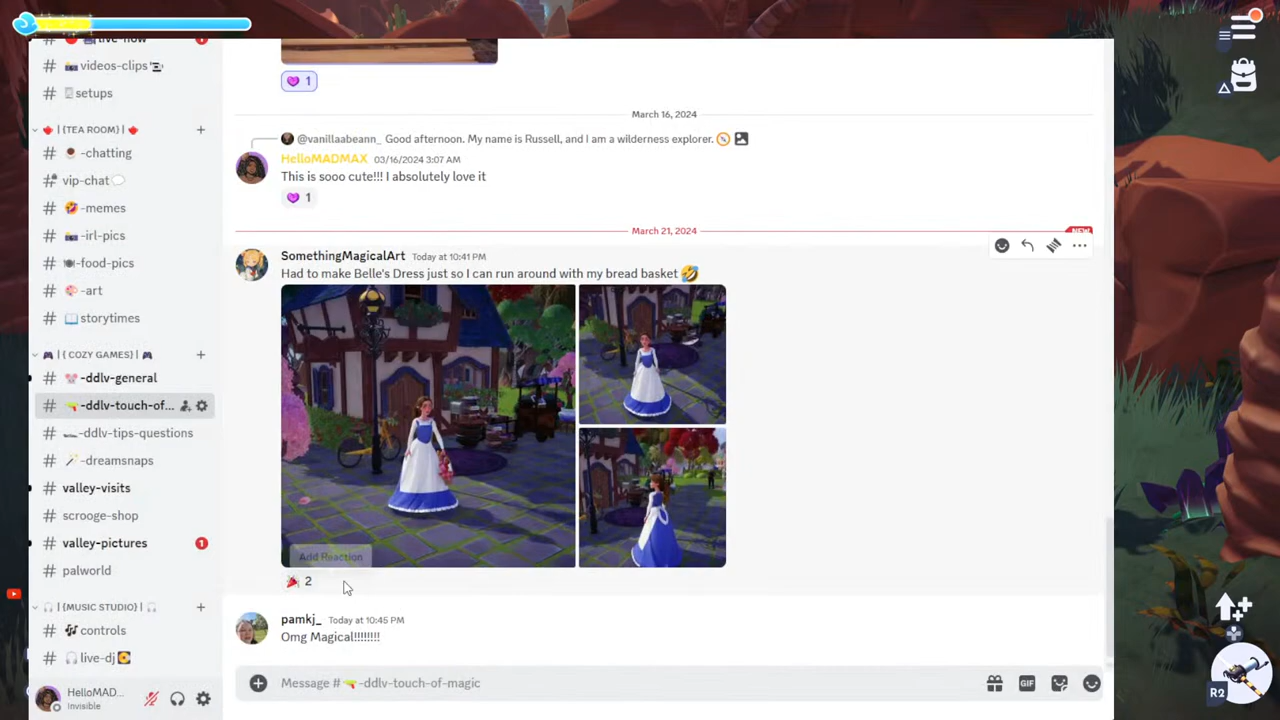 live-now
videos-clips
setups
| {TEA ROOM} |
-chatting
vip-chat
-memes
-irl-pics
-food-pics
-art
storytimes
| { COZY GAMES} |
-ddlv-general
-ddlv-touch-of...
-ddlv-tips-questions
-dreamsnaps
valley-visits
scrooge-shop
valley-pictures
1
palworld
| {MUSIC STUDIO} |
controls
live-dj
HelloMAD...
Invisible
1
March 16, 2024
@vanillaabeann_ Good afternoon. My name is Russell, and I am a wilderness explorer.
HelloMADMAX 03/16/2024 3:07 AM
This is sooo cute!!! I absolutely love it
1
March 21, 2024
NEW
SomethingMagicalArt Today at 10:41 PM
Had to make Belle's Dress just so I can run around with my bread basket
Add Reaction
2
pamkj_ Today at 10:45 PM
Omg Magical!!!!!!!!
Message # -ddlv-touch-of-magic
GIF
R2